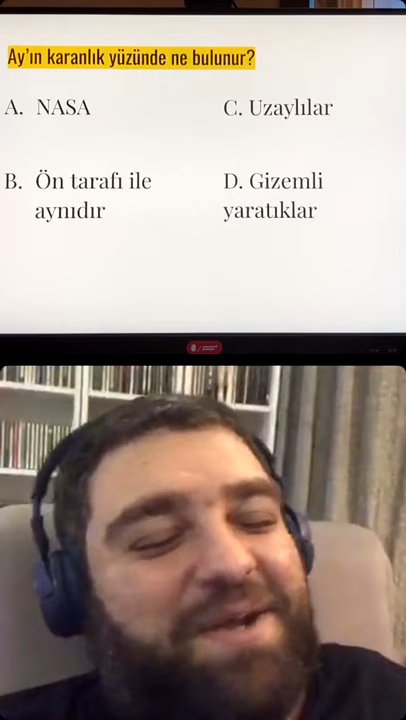 Ay'ın karanlık yüzünde ne bulunur?
A. NASA
C. Uzaylılar
B. Ön tarafı ile
aynıdır
D. Gizemli
yaratıklar